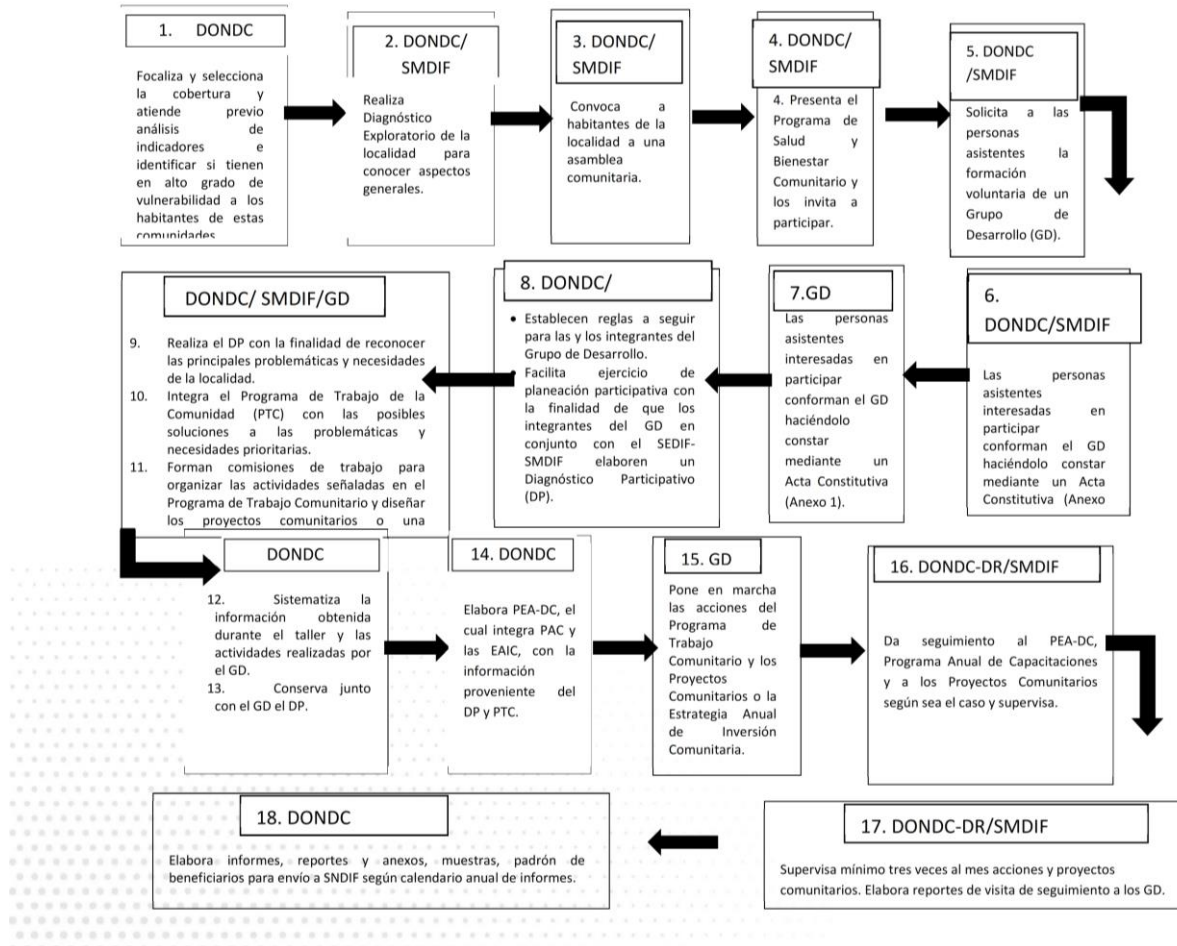 1. DONDC
Focaliza y selecciona
la cobertura y
atiende previo
análisis de
indicadores e
identificar si tienen
en alto grado de
vulnerabilidad a los
habitantes de estas
comunidades
2. DONDC/
SMDIF
Realiza
Diagnóstico
Exploratorio de la
localidad para
conocer aspectos
generales.
3. DONDC/
SMDIF
Convoca a
habitantes de la
localidad a una
asamblea
comunitaria.
4. DONDC/
SMDIF
4. Presenta el
Programa de
Salud y
Bienestar
Comunitario y
los invita a
participar.
5. DONDC
/SMDIF
Solicita a las
personas
asistentes la
formación
voluntaria de un
Grupo de
Desarrollo (GD).
6.
DONDC/SMDIF
Las personas
asistentes
interesadas en
participar
conforman el GD
haciéndolo constar
mediante un Acta
Constitutiva (Anexo
7.GD
Las personas
asistentes
interesadas en
participar
conforman el GD
haciéndolo
constar
mediante un
Acta
Constitutiva
(Anexo 1).
8. DONDC/
• Establecen reglas a seguir
para las y los integrantes del
Grupo de Desarrollo.
• Facilita ejercicio de
planeación participativa con
la finalidad de que los
integrantes del GD en
conjunto con el SEDIF-
SMDIF elaboren un
Diagnóstico Participativo
(DP).
DONDC/ SMDIF/GD
9. Realiza el DP con la finalidad de reconocer
las principales problemáticas y necesidades
de la localidad.
10. Integra el Programa de Trabajo de la
Comunidad (PTC) con las posibles
soluciones a las problemáticas y
necesidades prioritarias.
11. Forman comisiones de trabajo para
organizar las actividades señaladas en el
Programa de Trabajo Comunitario y diseñar
los proyectos comunitarios o una
DONDC
12. Sistematiza la
información obtenida
durante el taller y las
actividades realizadas por
el GD.
13. Conserva junto
con el GD el DP.
14. DONDC
Elabora PEA-DC, el
cual integra PAC y
las EAIC, con la
información
proveniente del
DP y PTC.
15. GD
Pone en marcha
las acciones del
Programa de
Trabajo
Comunitario y los
Proyectos
Comunitarios o la
Estrategia Anual
de Inversión
Comunitaria.
16. DONDC-DR/SMDIF
Da seguimiento al PEA-DC,
Programa Anual de Capacitaciones
y a los Proyectos Comunitarios
según sea el caso y supervisa.
17. DONDC-DR/SMDIF
Supervisa mínimo tres veces al mes acciones y proyectos
comunitarios. Elabora reportes de visita de seguimiento a los GD.
18. DONDC
Elabora informes, reportes y anexos, muestras, padrón de
beneficiarios para envío a SNDIF según calendario anual de informes.